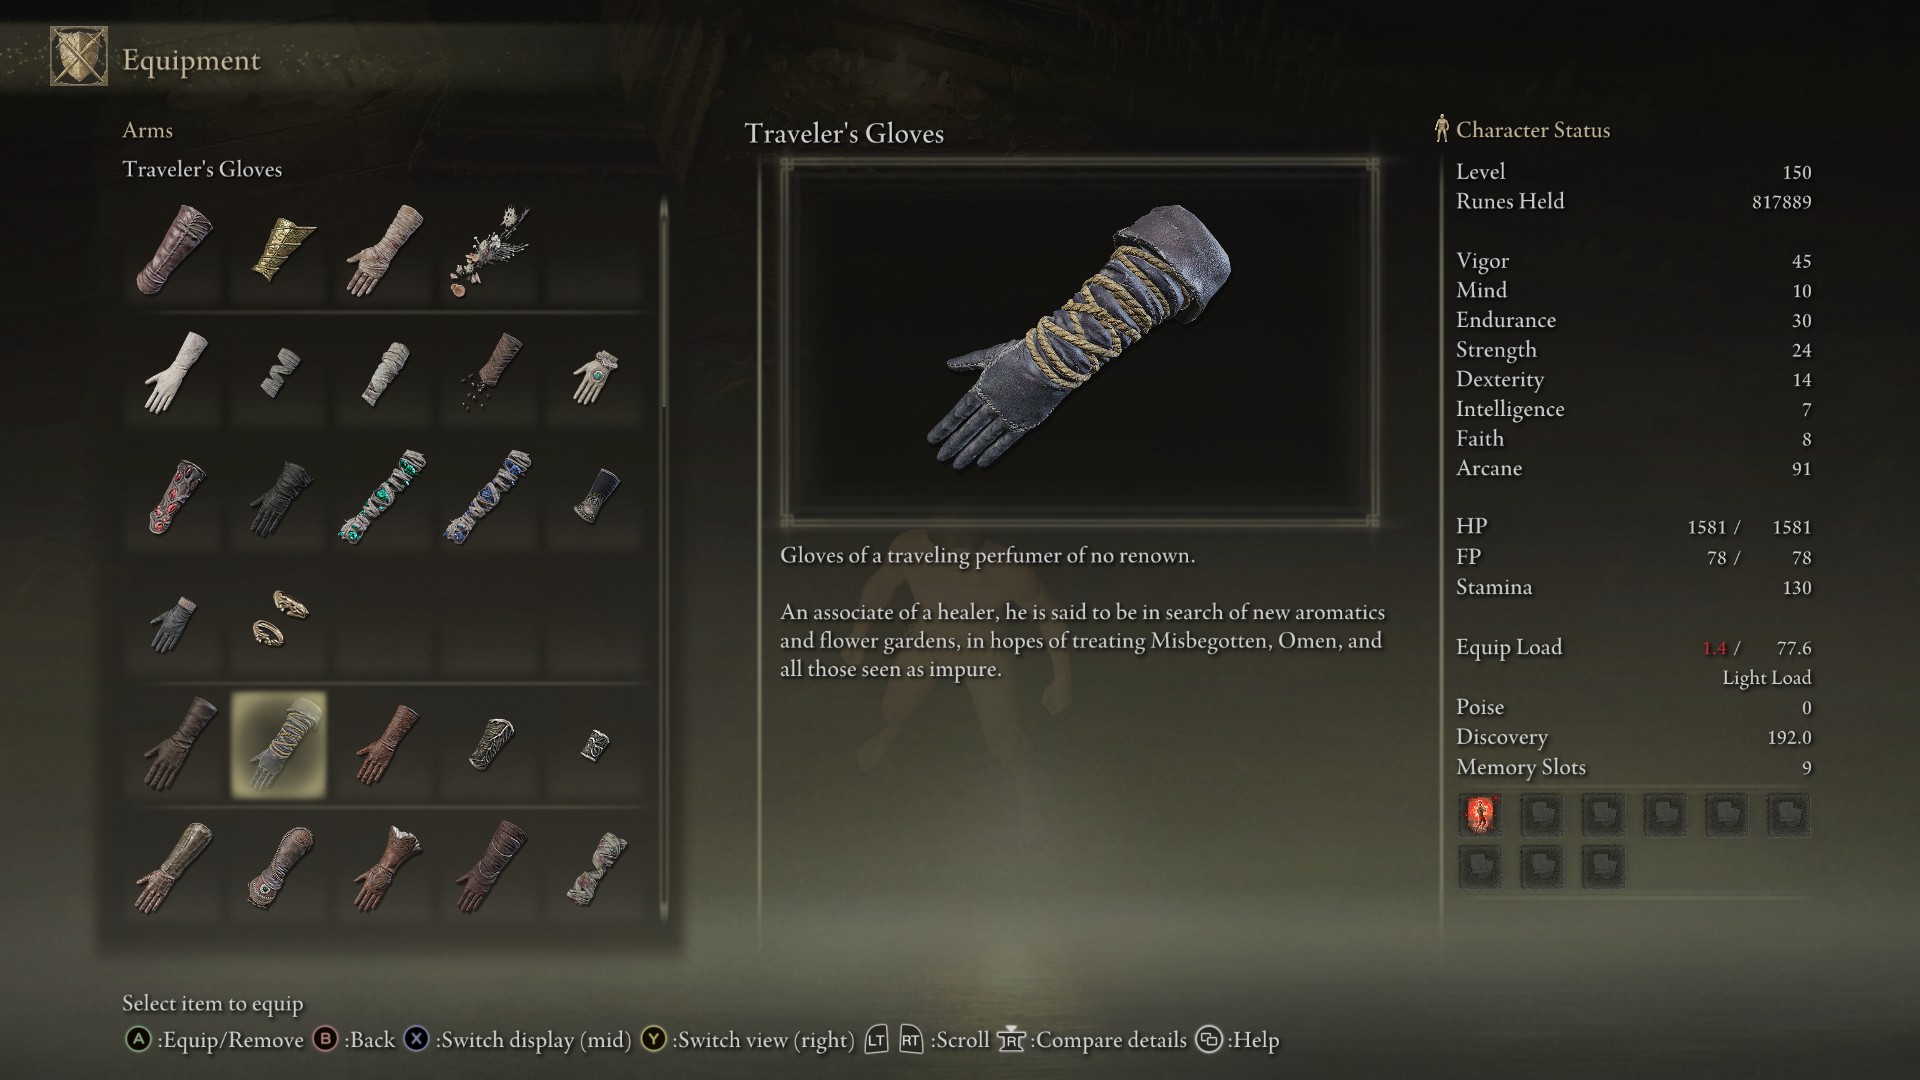 Equipment
Arms
Traveler's Gloves
Traveler's Gloves
Gloves of a traveling perfumer of no renown.
An associate of a healer, he is said to be in search of new aromatics
and flower gardens, in hopes of treating Misbegotten, Omen, and
all those seen as impure.
Character Status
Level 150
Runes Held 817889
Vigor 45
Mind 10
Endurance 30
Strength 24
Dexterity 14
Intelligence 7
Faith 8
Arcane 91
HP 1581 / 1581
FP 78 / 78
Stamina 130
Equip Load 1.4 / 77.6
Light Load
Poise 0
Discovery 192.0
Memory Slots 9
Select item to equip
A :Equip/Remove B :Back X :Switch display (mid) Y :Switch view (right) LT RT :Scroll R :Compare details :Help